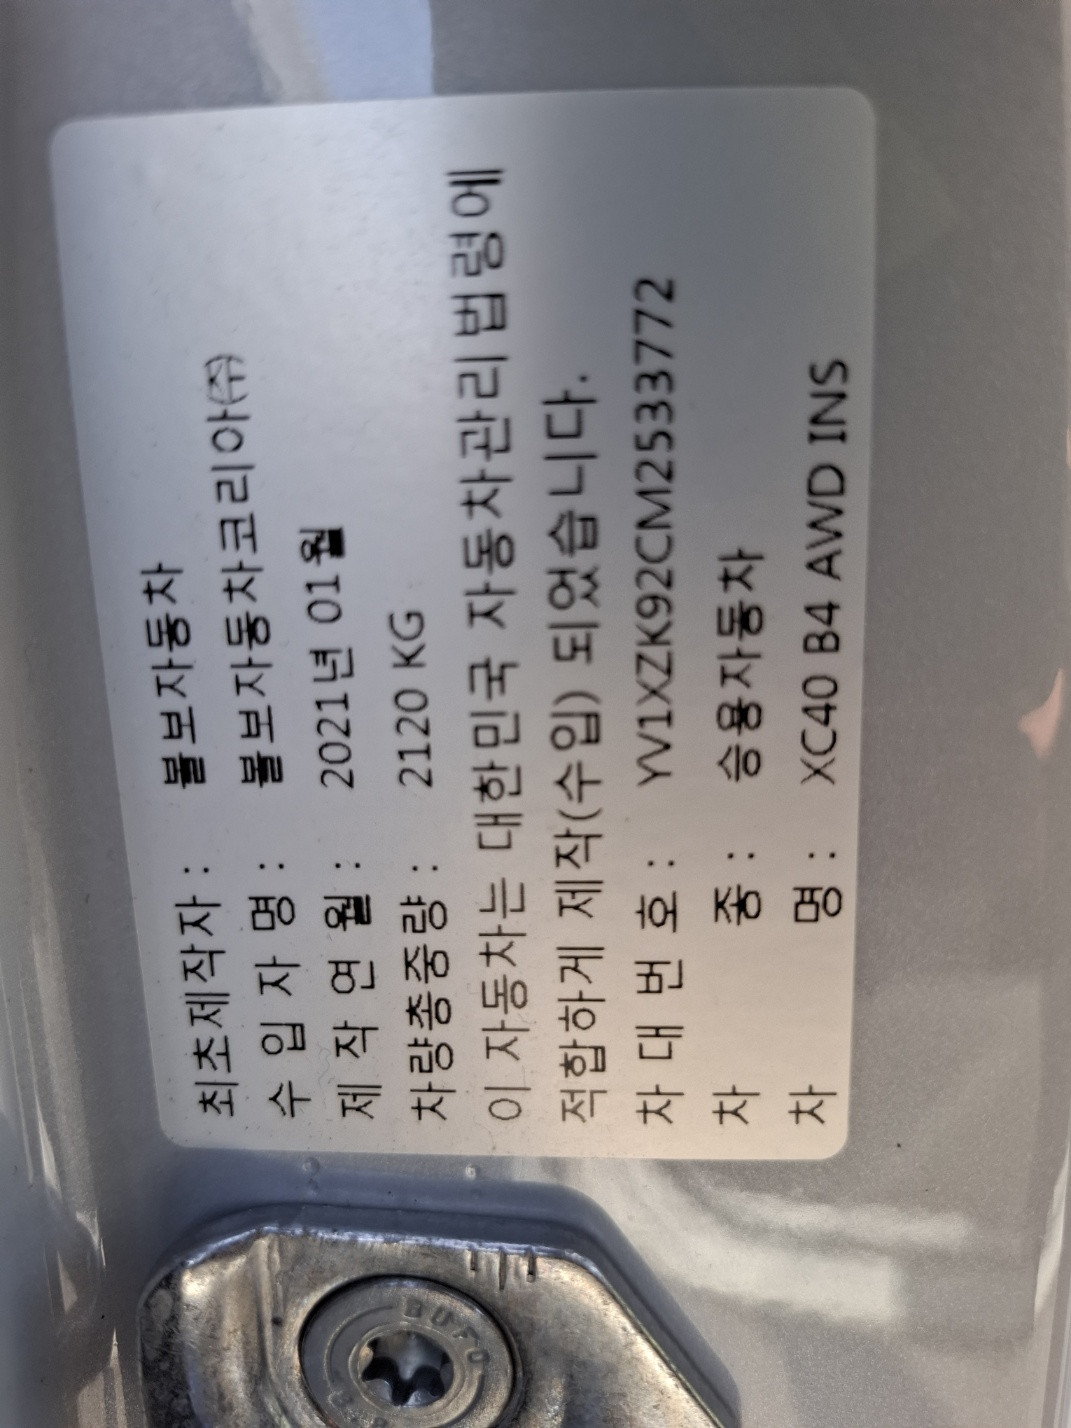 최초제작자 : 볼보자동차
수 입 자 명 : 볼보자동차코리아㈜
제 작 연 월 : 2021년 01월
차량총중량 : 2120 KG
이 자동차는 대한민국 자동차관리법령에
적합하게 제작(수입) 되었습니다.
차 대 번 호 : YV1XZK92CM2533772
차 종 : 승용자동차
차 명 : XC40 B4 AWD INS
BUFO